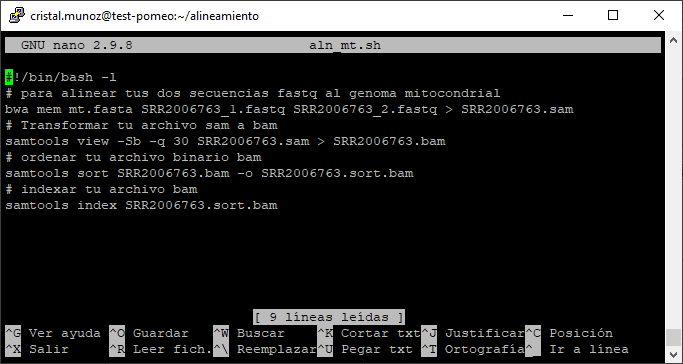 cristal.munoz@test-pomeo:~/alineamiento
GNU nano 2.9.8 aln_mt.sh
#!/bin/bash -l
# para alinear tus dos secuencias fastq al genoma mitocondrial
bwa mem mt.fasta SRR2006763_1.fastq SRR2006763_2.fastq > SRR2006763.sam
# Transformar tu archivo sam a bam
samtools view -Sb -q 30 SRR2006763.sam > SRR2006763.bam
# ordenar tu archivo binario bam
samtools sort SRR2006763.bam -o SRR2006763.sort.bam
# indexar tu archivo bam
samtools index SRR2006763.sort.bam
[ 9 líneas leídas ]
^G Ver ayuda ^O Guardar ^W Buscar ^K Cortar txt ^J Justificar ^C Posición
^X Salir ^R Leer fich. ^\ Reemplazar ^U Pegar txt ^T Ortografía ^_ Ir a línea